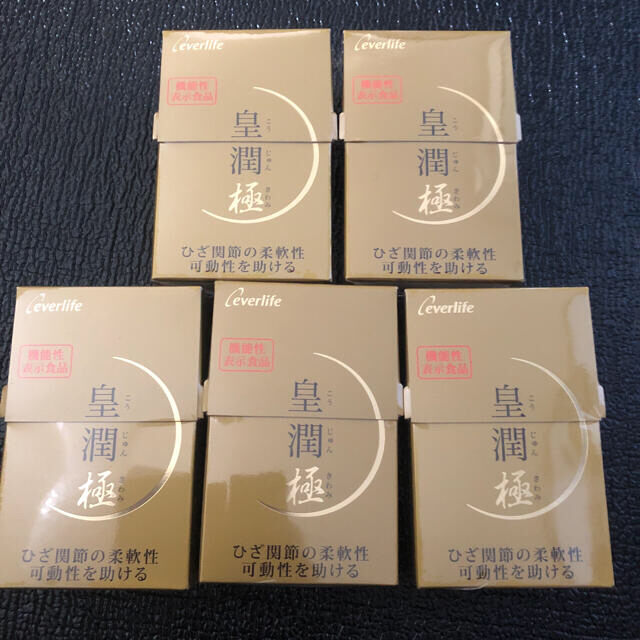 everlife
機能性
表示食品
皇潤極
こうじゅんきわみ
ひざ関節の柔軟性
可動性を助ける
everlife
機能性
表示食品
皇潤極
こうじゅんきわみ
ひざ関節の柔軟性
可動性を助ける
everlife
機能性
表示食品
皇潤極
こうじゅんきわみ
ひざ関節の柔軟性
可動性を助ける
everlife
機能性
表示食品
皇潤極
こうじゅんきわみ
ひざ関節の柔軟性
可動性を助ける
everlife
機能性
表示食品
皇潤極
こうじゅんきわみ
ひざ関節の柔軟性
可動性を助ける